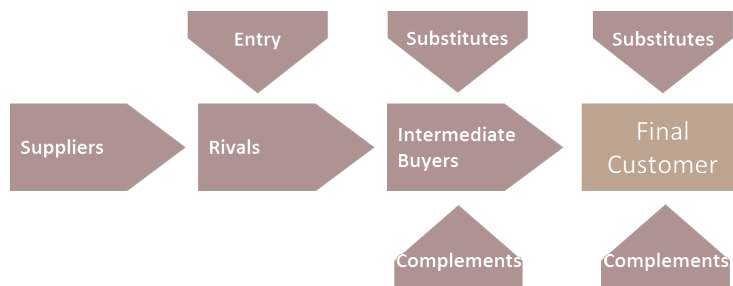 Entry
Substitutes
Substitutes
Suppliers
Rivals
Intermediate
Buyers
Final
Customer
Complements
Complements